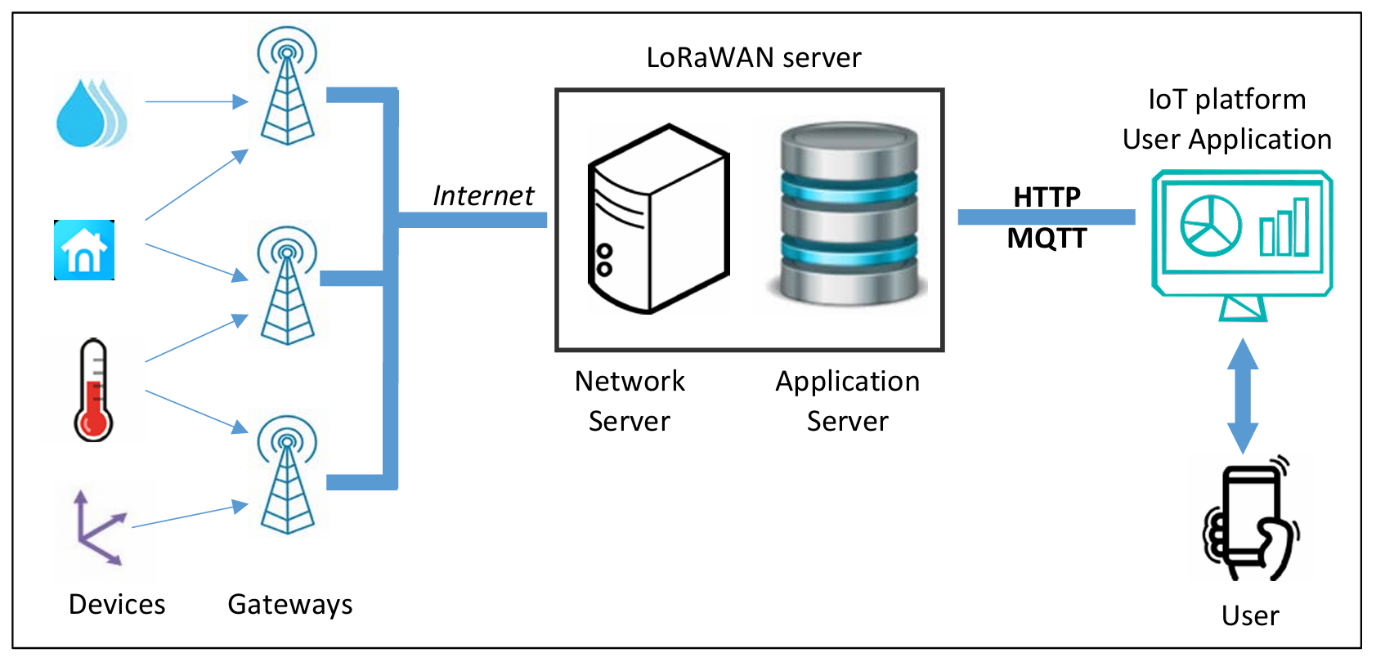 LoRaWAN server
IoT platform
User Application
Internet
HTTP
MQTT
Network
Server
Application
Server
Devices
Gateways
User